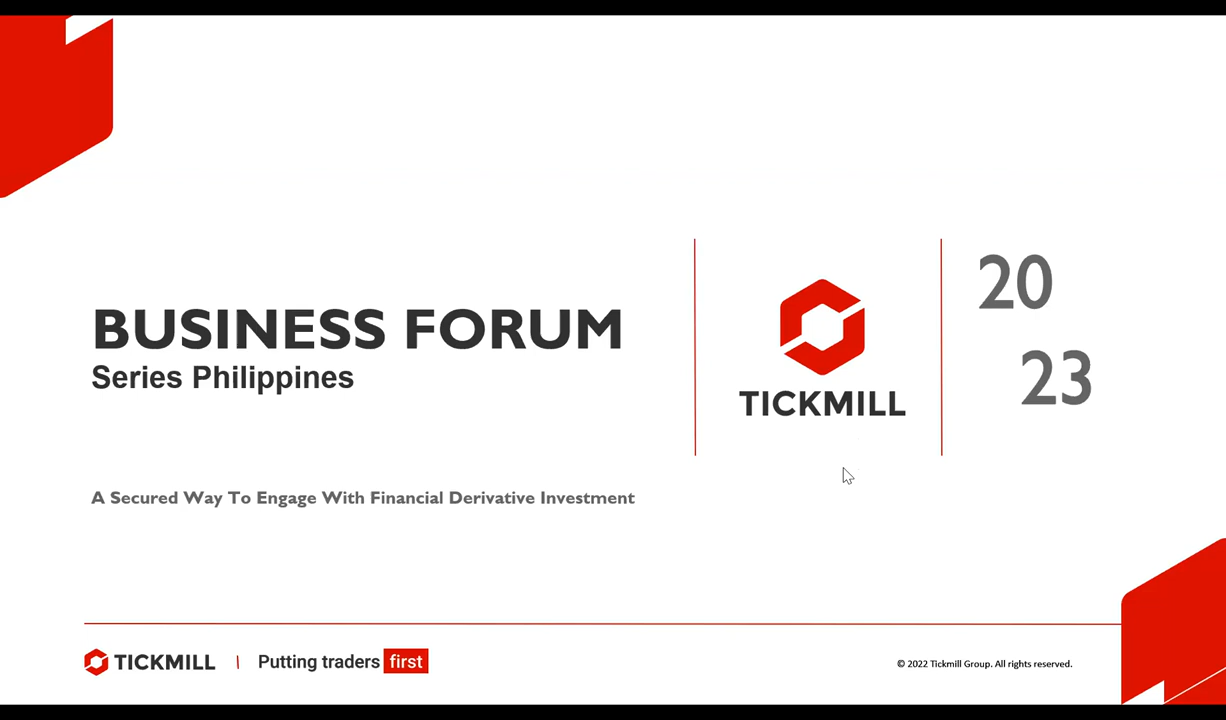 BUSINESS FORUM
Series Philippines
A Secured Way To Engage With Financial Derivative Investment
TICKMILL
20
23
TICKMILL | Putting traders first
© 2022 Tickmill Group. All rights reserved.